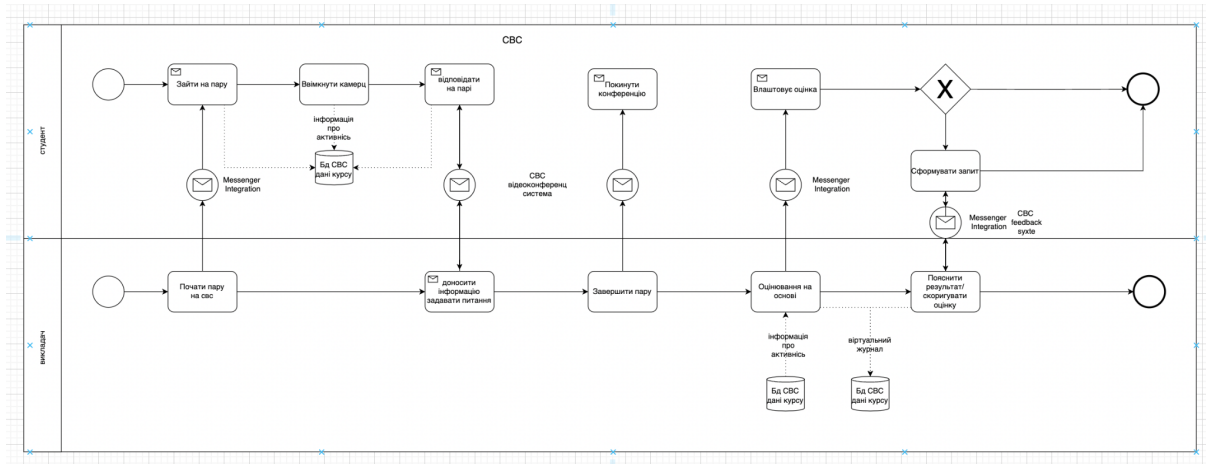 СВС
студент
Зайти на пару
Ввімкнути камерц
відповідати
на парі
Покинути
конференцію
Влаштовує оцінка
X
інформація
про
активнісь
Бд СВС
дані курсу
Messenger
Integration
СВС
відеоконференц
система
Messenger
Integration
Сформувати запит
Messenger
Integration
СВС
feedback
syxte
викладач
Почати пару
на свс
доносити
інформацію
задавати питання
Завершити пару
Оцінювання на
основі
Пояснити
результат/
скоригувати
оцінку
інформація
про
активнісь
віртуальний
журнал
Бд СВС
дані курсу
Бд СВС
дані курсу